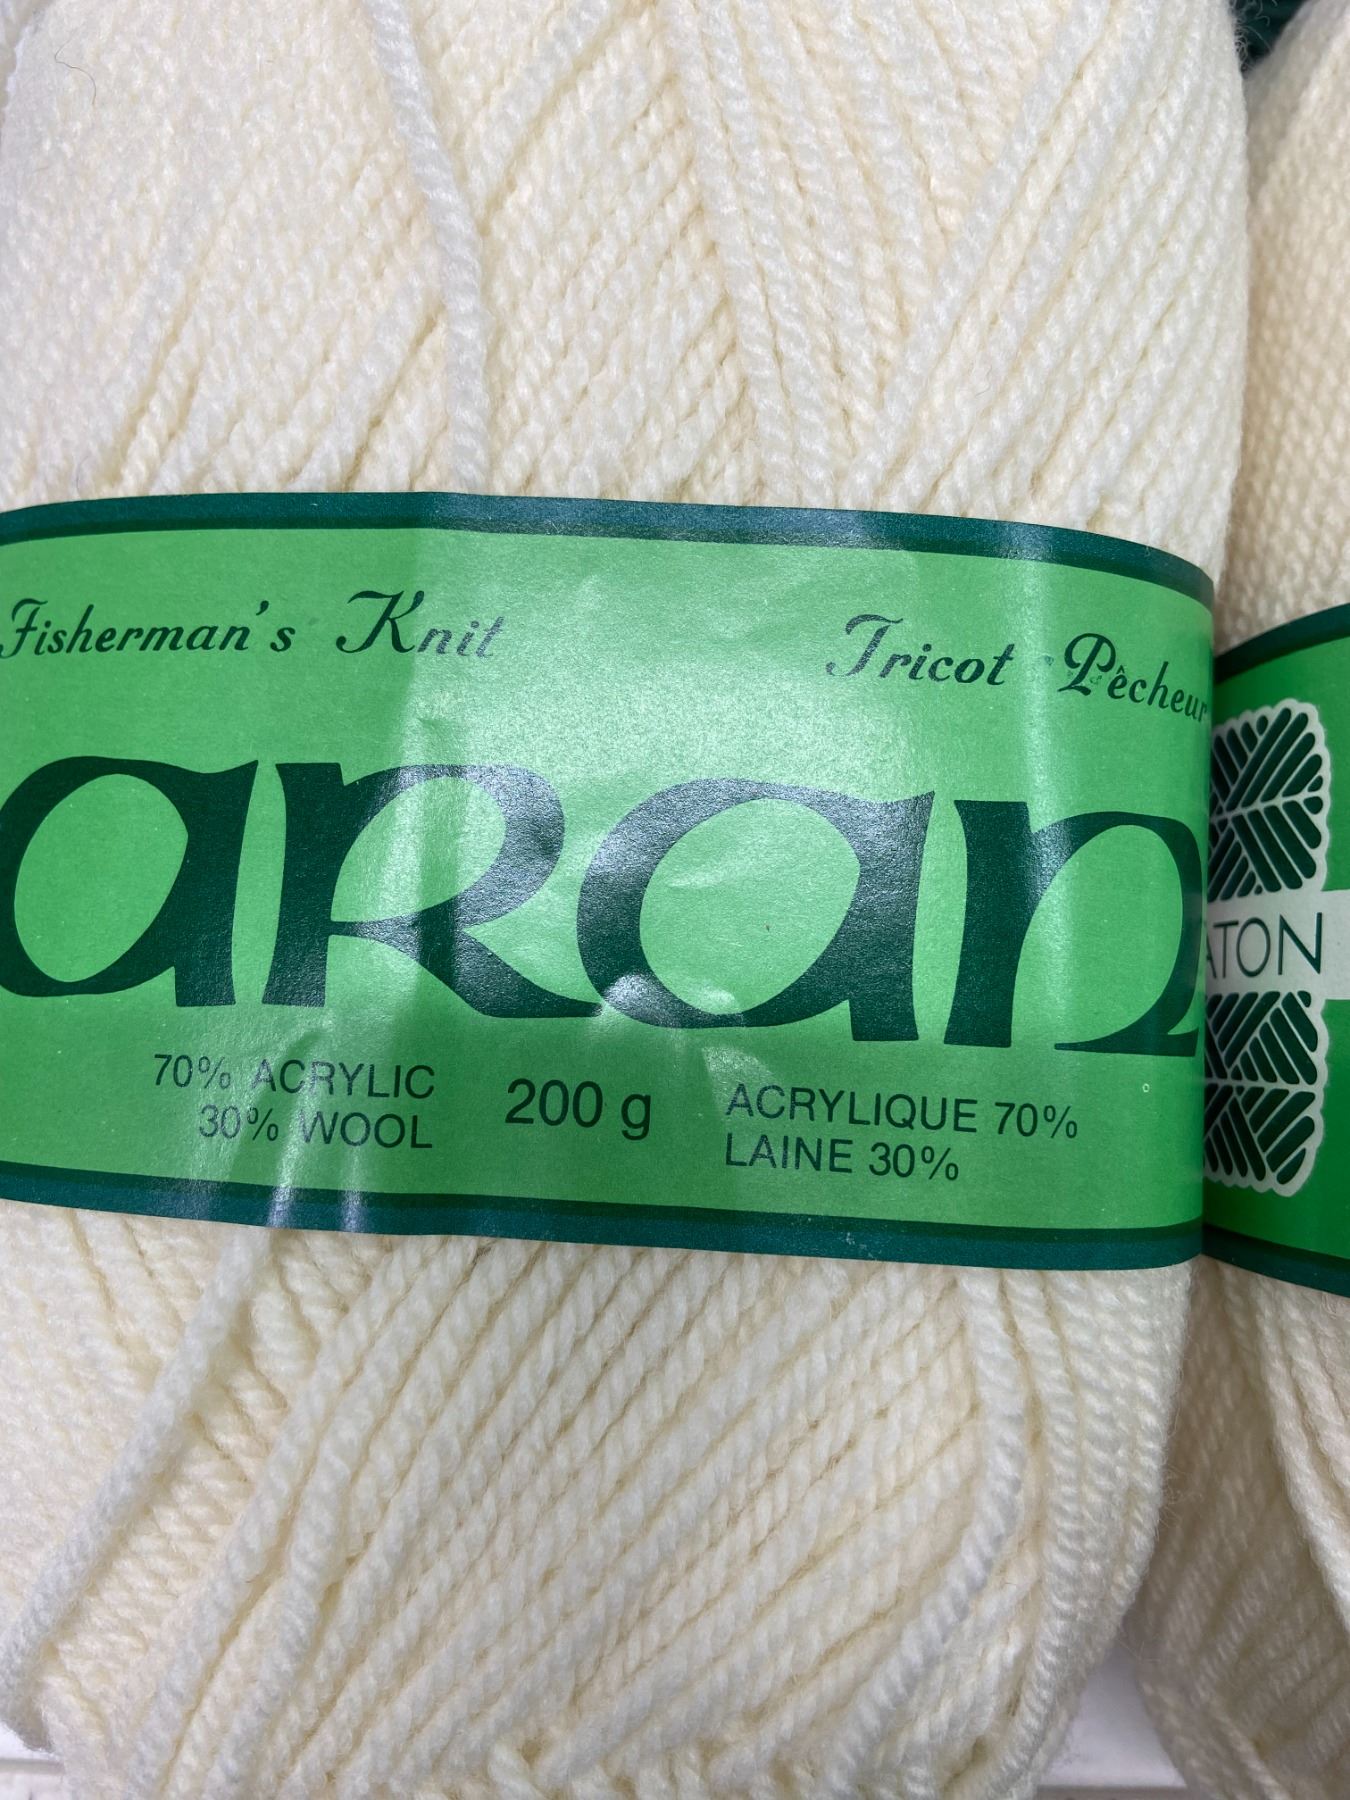 Fisherman's Knit
Tricot Pêcheur
aran
70% ACRYLIC
30% WOOL
200 g
ACRYLIQUE 70%
LAINE 30%
ATON